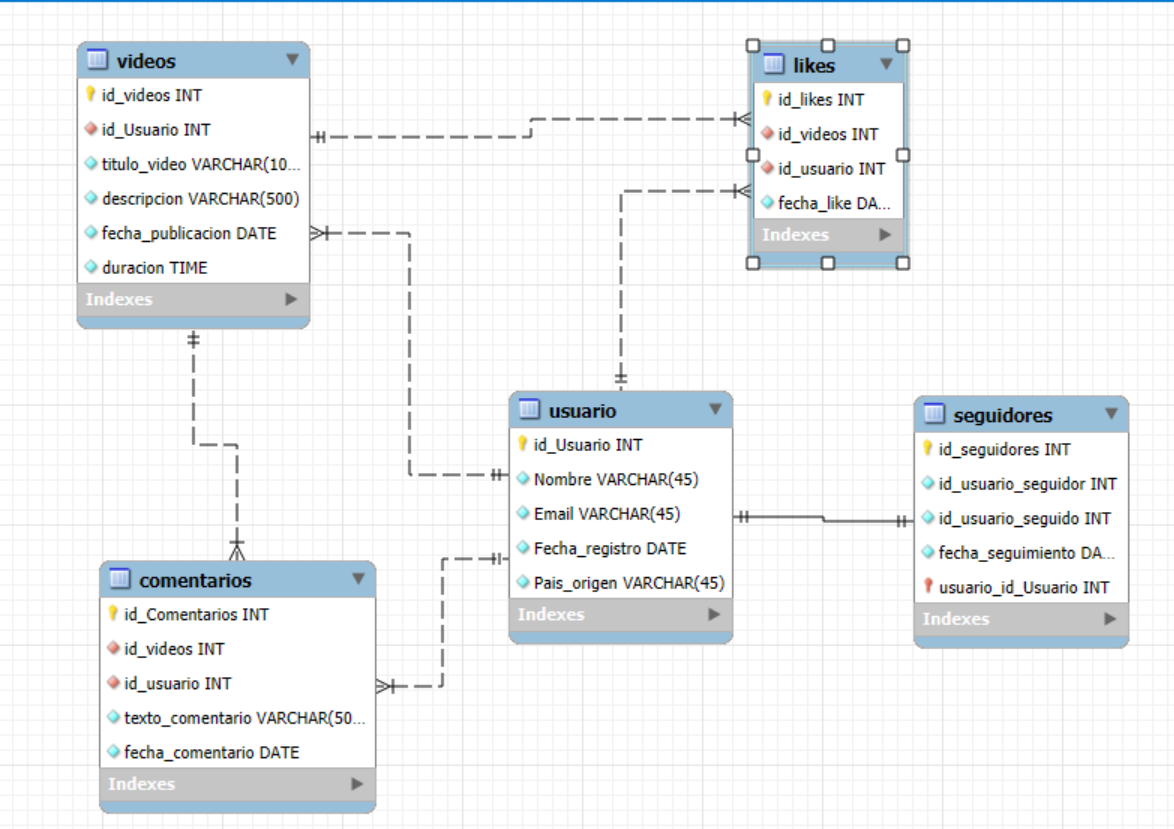 videos
id_videos INT
id_Usuario INT
titulo_video VARCHAR(10...
descripcion VARCHAR(500)
fecha_publicacion DATE
duracion TIME
Indexes
likes
id_likes INT
id_videos INT
id_usuario INT
fecha_like DA...
Indexes
usuario
id_Usuario INT
Nombre VARCHAR(45)
Email VARCHAR(45)
Fecha_registro DATE
Pais_origen VARCHAR(45)
Indexes
seguidores
id_seguidores INT
id_usuario_seguidor INT
id_usuario_seguido INT
fecha_seguimiento DA...
usuario_id_Usuario INT
Indexes
comentarios
id_Comentarios INT
id_videos INT
id_usuario INT
texto_comentario VARCHAR(50...
fecha_comentario DATE
Indexes